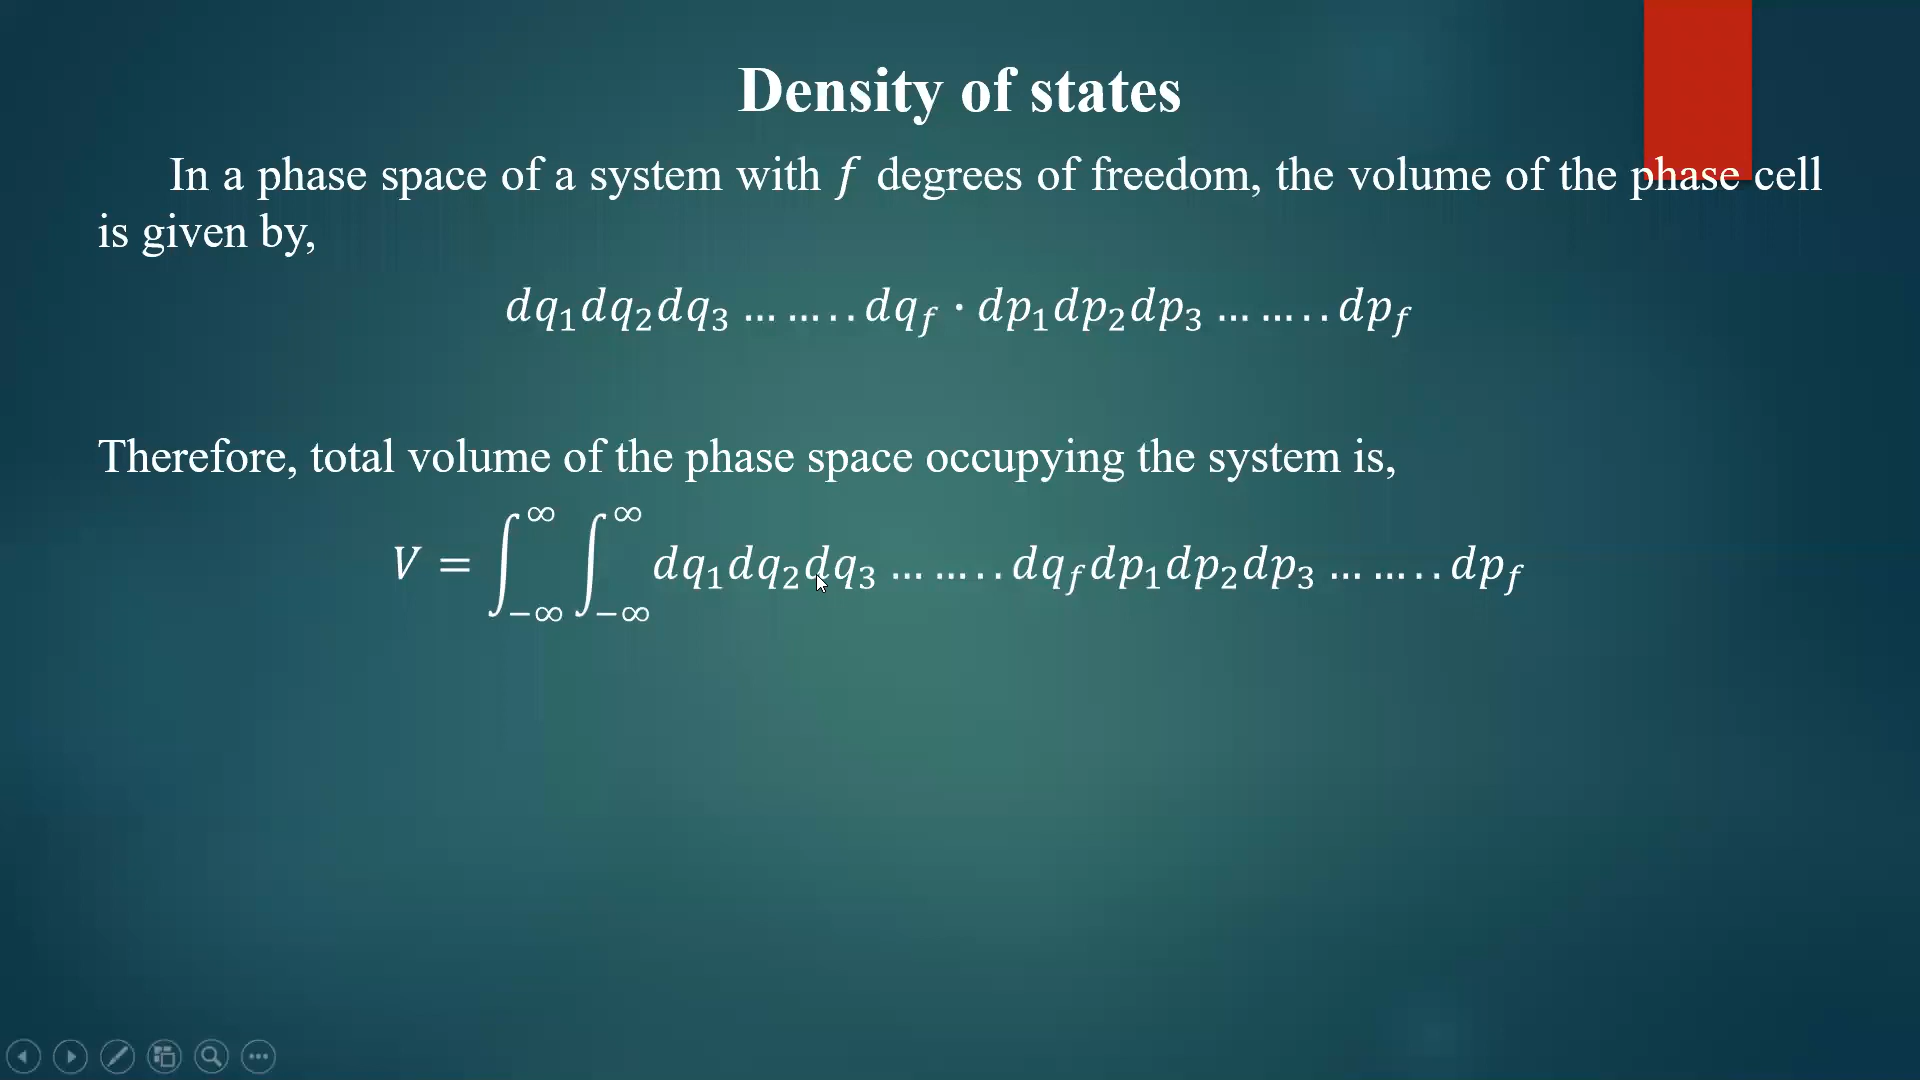 Density of states
In a phase space of a system with 𝑓 degrees of freedom, the volume of the phase cell
is given by,
𝑑𝑞₁𝑑𝑞₂𝑑𝑞₃ … … . . 𝑑𝑞_𝑓 · 𝑑𝑝₁𝑑𝑝₂𝑑𝑝₃ … … . . 𝑑𝑝_𝑓
Therefore, total volume of the phase space occupying the system is,
𝑉 = ∫_{−∞}^{∞} ∫_{−∞}^{∞} 𝑑𝑞₁𝑑𝑞₂𝑑𝑞₃ … … . . 𝑑𝑞_𝑓𝑑𝑝₁𝑑𝑝₂𝑑𝑝₃ … … . . 𝑑𝑝_𝑓